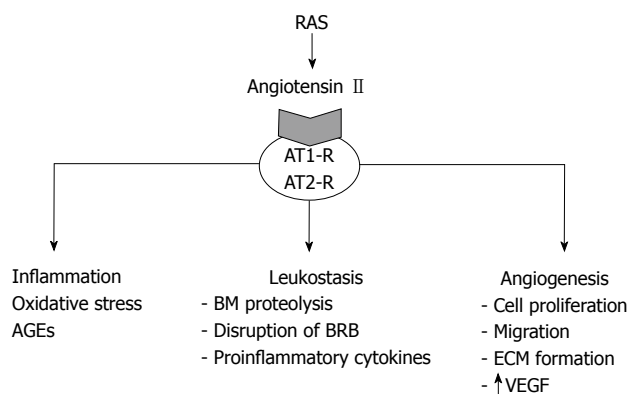 RAS
Angiotensin Ⅱ
AT1-R
AT2-R
Inflammation
Oxidative stress
AGEs
Leukostasis
- BM proteolysis
- Disruption of BRB
- Proinflammatory cytokines
Angiogenesis
- Cell proliferation
- Migration
- ECM formation
- ↑VEGF